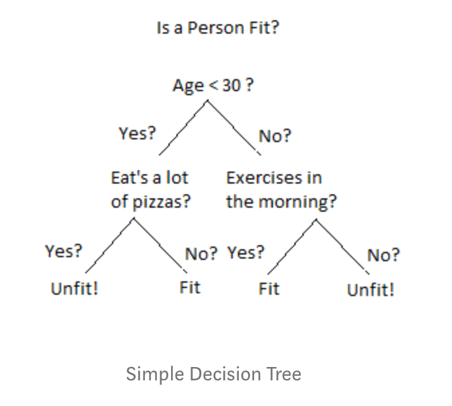 Is a Person Fit?
Age < 30 ?
Yes?
No?
Eat's a lot
of pizzas?
Exercises in
the morning?
Yes?
No?
Yes?
No?
Unfit!
Fit
Fit
Unfit!
Simple Decision Tree